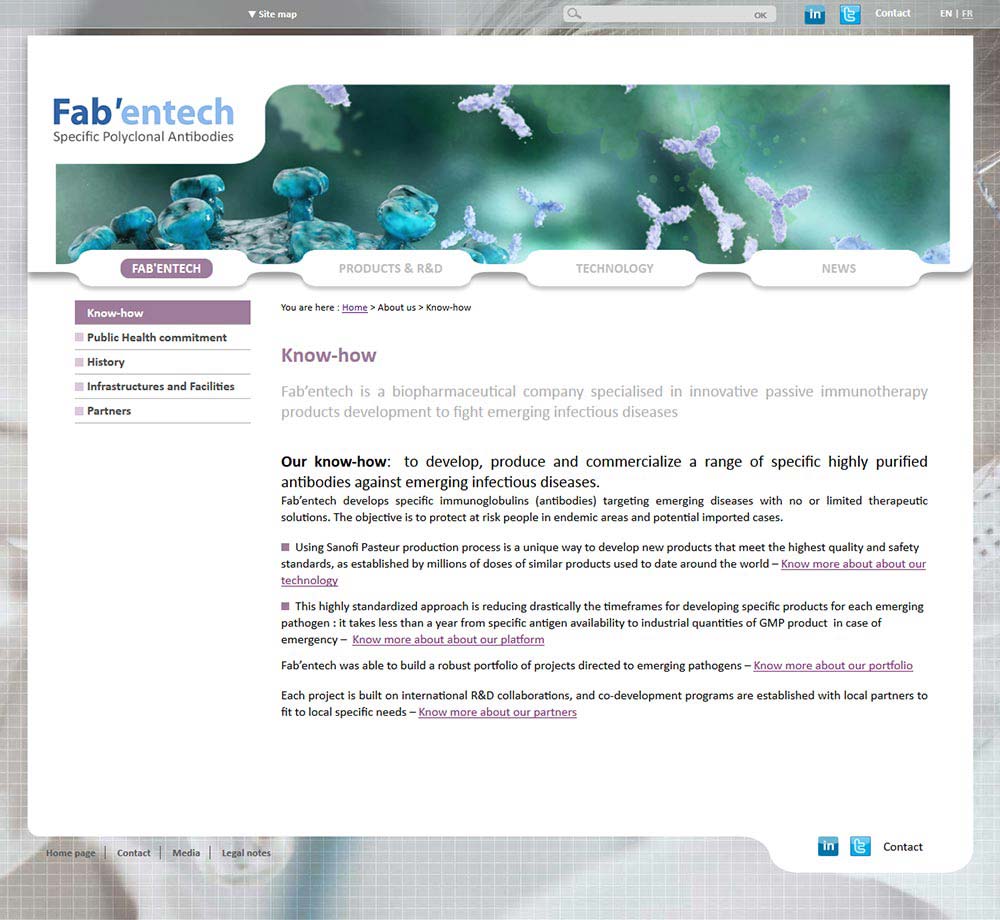 ▼ Site map
OK
in
t
Contact
EN | FR
Fab'entech
Specific Polyclonal Antibodies
FAB'ENTECH
PRODUCTS & R&D
TECHNOLOGY
NEWS
Know-how
Public Health commitment
History
Infrastructures and Facilities
Partners
You are here : Home > About us > Know-how
Know-how
Fab'entech is a biopharmaceutical company specialised in innovative passive immunotherapy
products development to fight emerging infectious diseases
Our know-how:  to develop, produce and commercialize a range of specific highly purified
antibodies against emerging infectious diseases.
Fab'entech develops specific immunoglobulins (antibodies) targeting emerging diseases with no or limited therapeutic
solutions. The objective is to protect at risk people in endemic areas and potential imported cases.
Using Sanofi Pasteur production process is a unique way to develop new products that meet the highest quality and safety
standards, as established by millions of doses of similar products used to date around the world – Know more about about our
technology
This highly standardized approach is reducing drastically the timeframes for developing specific products for each emerging
pathogen : it takes less than a year from specific antigen availability to industrial quantities of GMP product  in case of
emergency –  Know more about about our platform
Fab'entech was able to build a robust portfolio of projects directed to emerging pathogens – Know more about our portfolio
Each project is built on international R&D collaborations, and co-development programs are established with local partners to
fit to local specific needs – Know more about our partners
Home page | Contact | Media | Legal notes
in
t
Contact